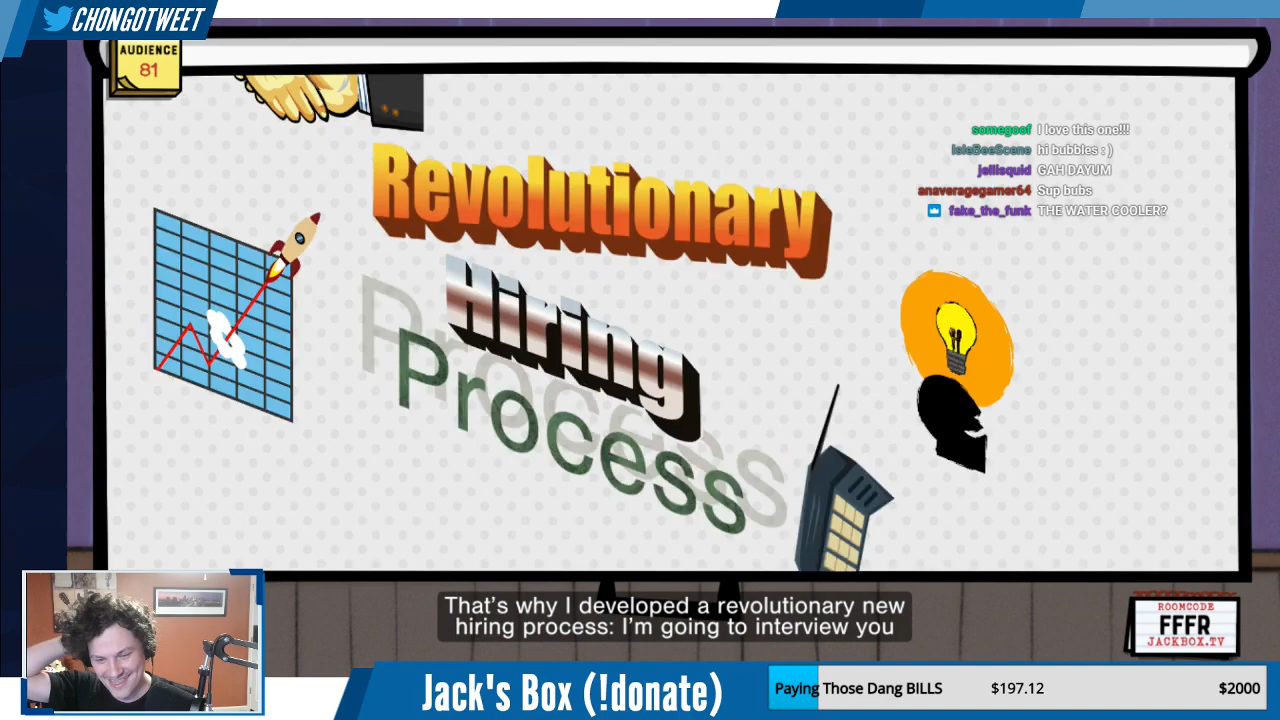 CHONGOTWEET
AUDIENCE
81
somegoof I love this one!!!
IsleBeeScene hi bubbles : )
jellisquid GAH DAYUM
anaveragegamer64 Sup bubs
fake_the_funk THE WATER COOLER?
Revolutionary
Hiring
Process
That's why I developed a revolutionary new
hiring process: I'm going to interview you
ROOMCODE
FFFR
JACKBOX.TV
Jack's Box (!donate)
Paying Those Dang BILLS $197.12 $2000